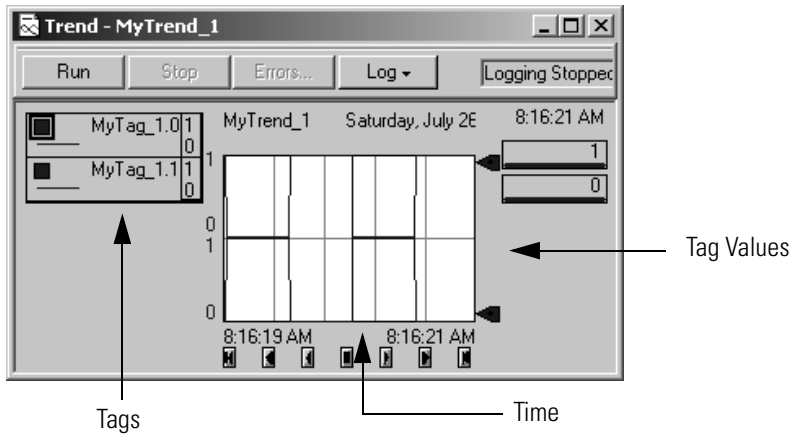 Trend - MyTrend_1
Run Stop Errors... Log Logging Stopped
MyTag_1.0 1
0
MyTag_1.1 1
0
MyTrend_1 Saturday, July 26 8:16:21 AM
1
0
1
0
1
0
8:16:19 AM 8:16:21 AM
Tag Values
Tags
Time